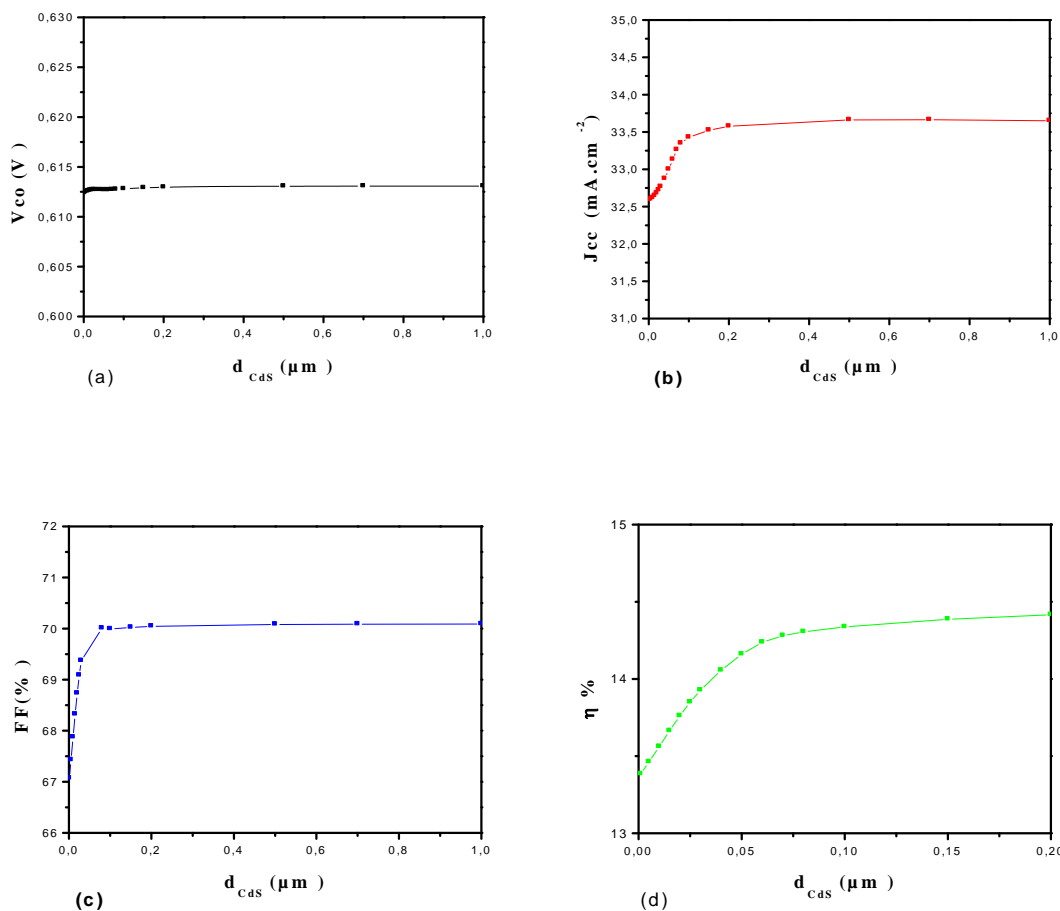 0,630
0,625
0,620
0,615
0,610
0,605
0,600
Vco (V)
0,0 0,2 0,4 0,6 0,8 1,0
d CdS (µm )
(a)
35,0
34,5
34,0
33,5
33,0
32,5
32,0
31,5
31,0
Jcc (mA.cm -2)
0,0 0,2 0,4 0,6 0,8 1,0
d CdS (µm )
(b)
72
71
70
69
68
67
66
FF(% )
0,0 0,2 0,4 0,6 0,8 1,0
d CdS (µm )
(c)
15
14
13
η %
0,00 0,05 0,10 0,15 0,20
d CdS (µm )
(d)